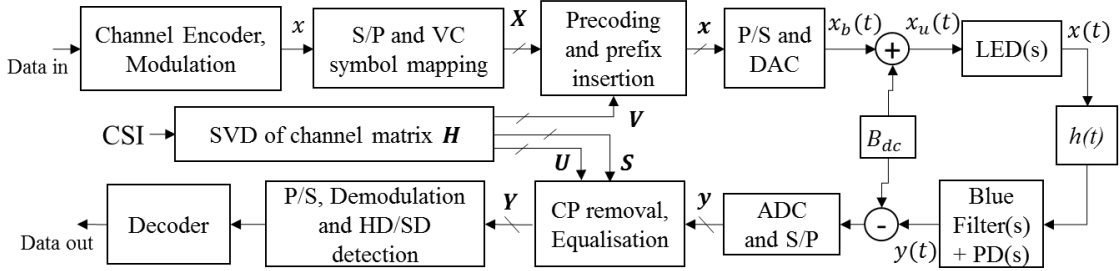 Data in
Channel Encoder,
Modulation
x
S/P and VC
symbol mapping
X
Precoding
and prefix
insertion
x
P/S and
DAC
x_b(t)
+
x_u(t)
LED(s)
x(t)
CSI
SVD of channel matrix H
V
U
S
B_dc
h(t)
Data out
Decoder
P/S, Demodulation
and HD/SD
detection
Y
CP removal,
Equalisation
y
ADC
and S/P
-
y(t)
Blue
Filter(s)
+ PD(s)